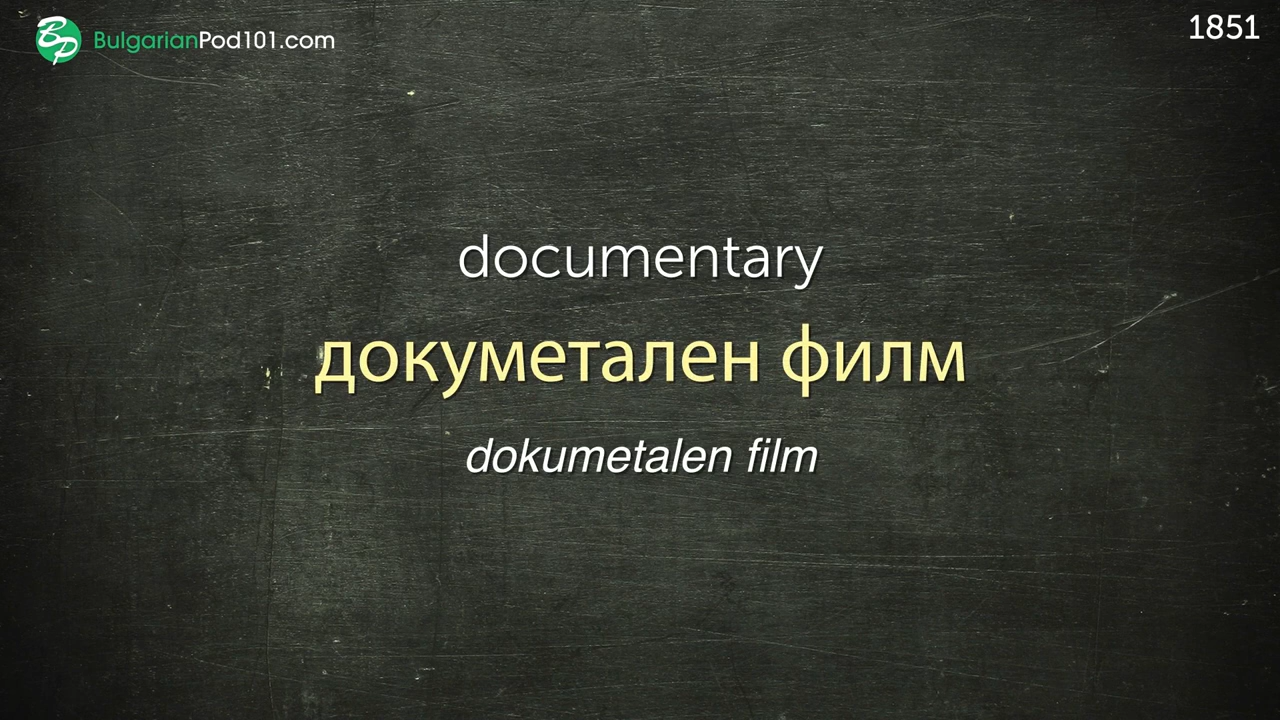 BulgarianPod101.com
1851
documentary
докуметален филм
dokumetalen film